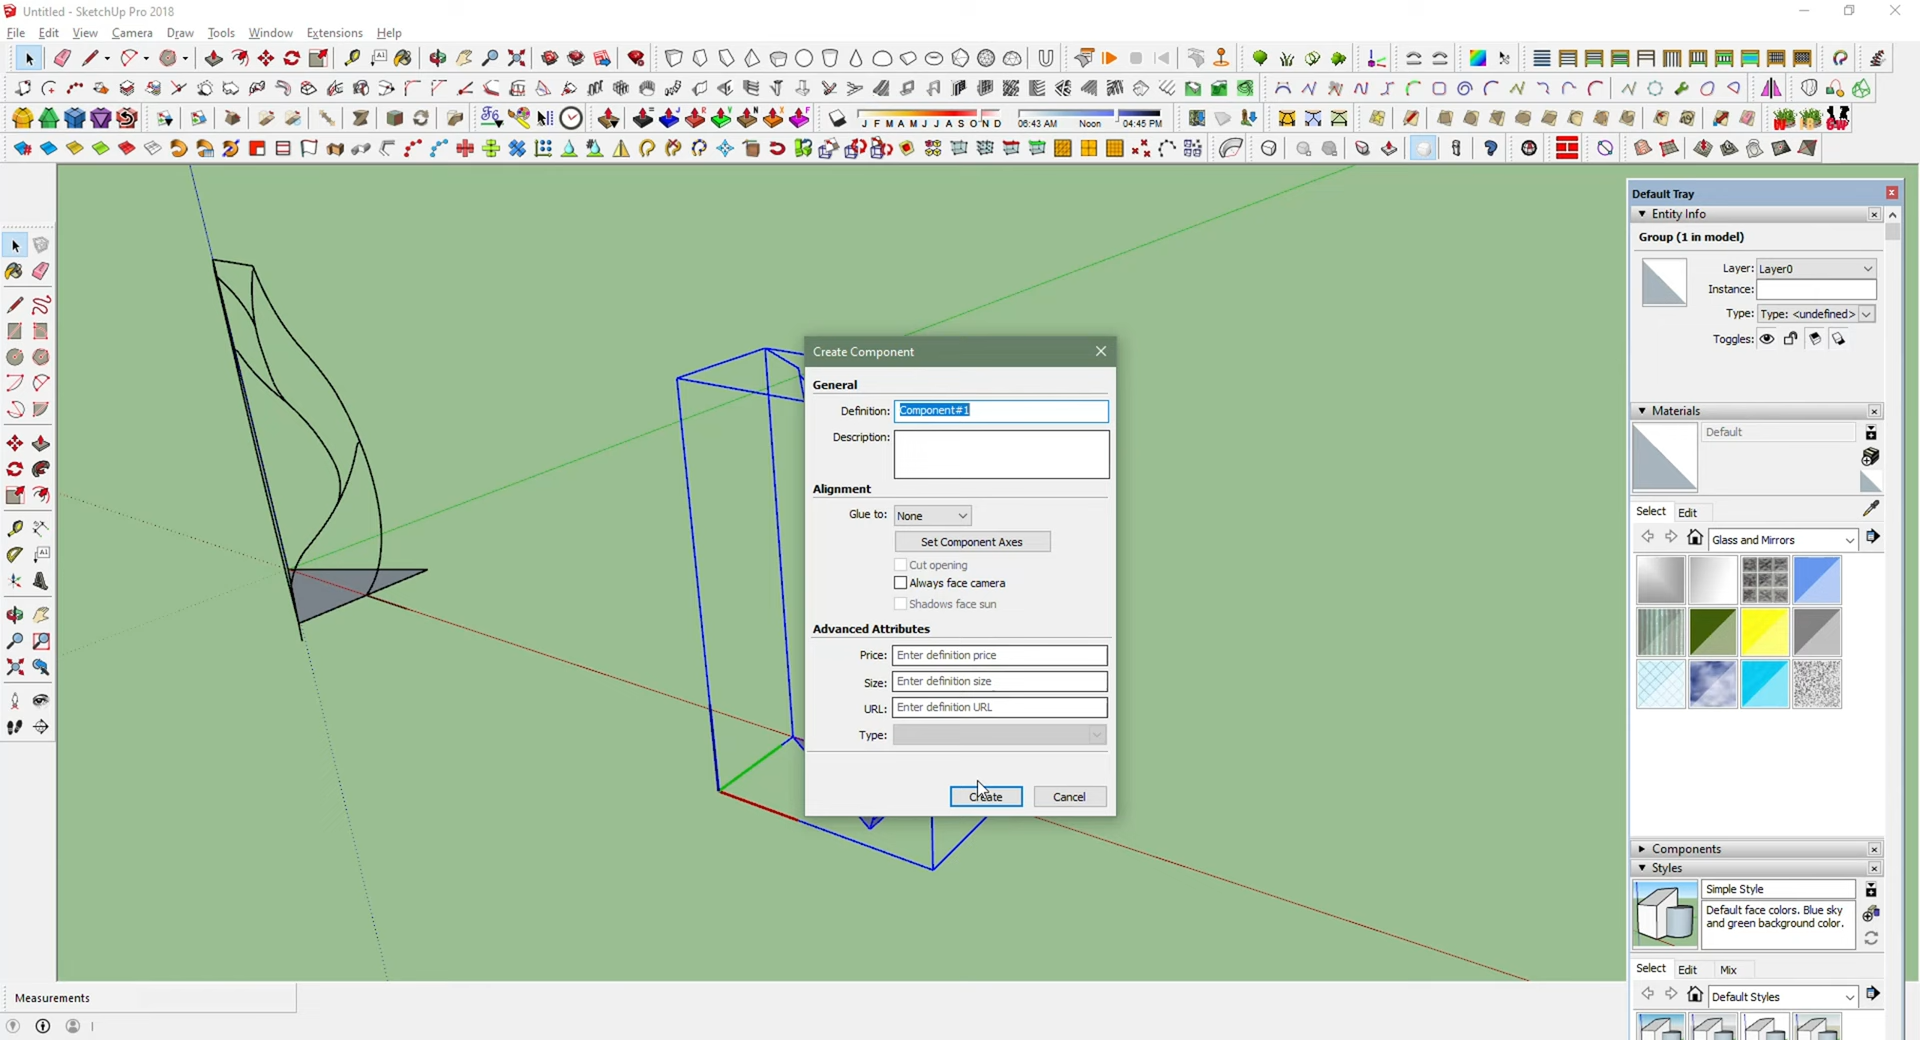 Untitled - SketchUp Pro 2018
File Edit View Camera Draw Tools Window Extensions Help
J F M A M J J A S O N D 06:43 AM Noon 04:45 PM
Default Tray
Entity Info
Group (1 in model)
Layer: Layer0
Instance:
Type: Type: <undefined>
Toggles:
Materials
Default
Select Edit
Glass and Mirrors
Components
Styles
Simple Style
Default face colors. Blue sky
and green background color.
Select Edit Mix
Default Styles
Create Component
General
Definition: Component#1
Description:
Alignment
Glue to: None
Set Component Axes
Cut opening
Always face camera
Shadows face sun
Advanced Attributes
Price: Enter definition price
Size: Enter definition size
URL: Enter definition URL
Type:
Create Cancel
Measurements